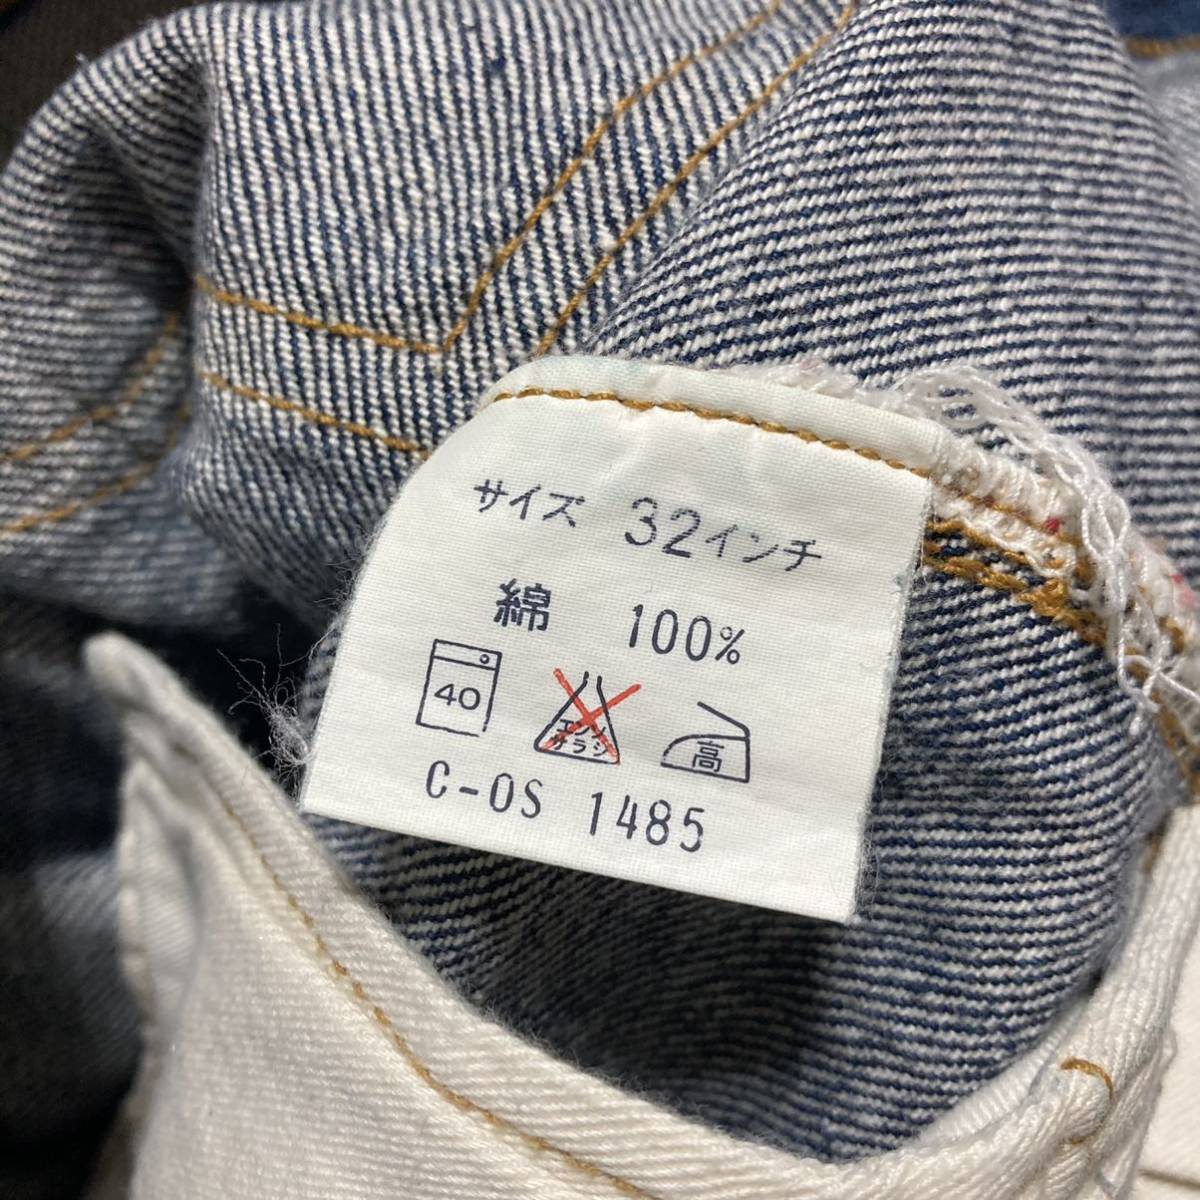 サイズ 32インチ
綿 100%
40 エンソ サラシ 高
C-OS 1485